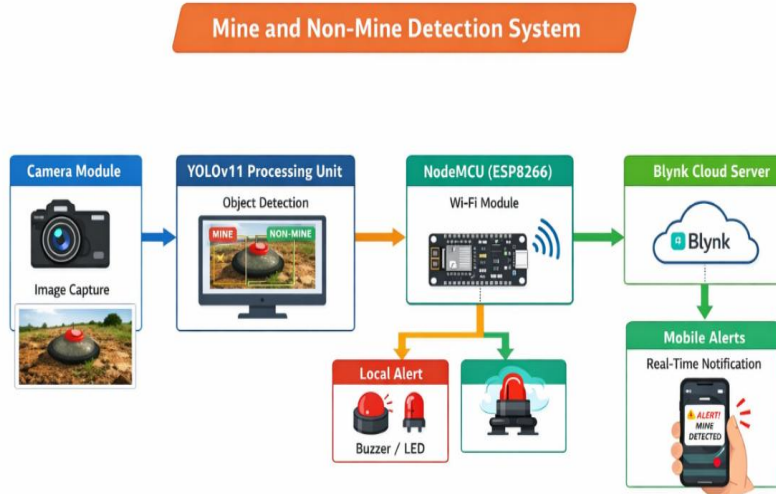 Mine and Non-Mine Detection System
Camera Module
Image Capture
YOLOv11 Processing Unit
Object Detection
MINE
NON-MINE
NodeMCU (ESP8266)
Wi-Fi Module
Blynk Cloud Server
Blynk
Local Alert
Buzzer / LED
Mobile Alerts
Real-Time Notification
ALERT!
MINE
DETECTED